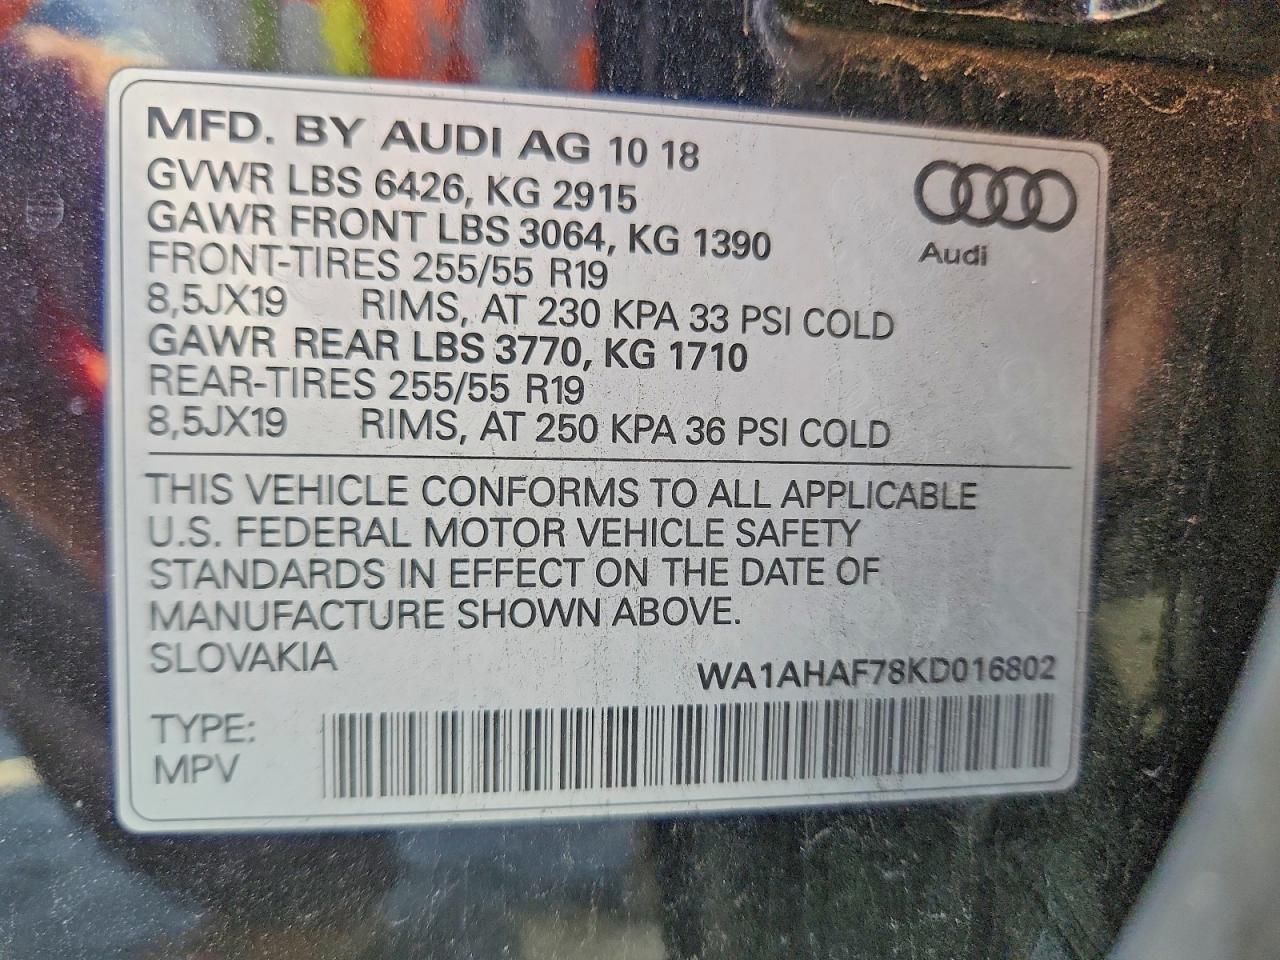 MFD. BY AUDI AG 10 18
GVWR LBS 6426, KG 2915
GAWR FRONT LBS 3064, KG 1390
FRONT-TIRES 255/55 R19
8,5JX19 RIMS, AT 230 KPA 33 PSI COLD
GAWR REAR LBS 3770, KG 1710
REAR-TIRES 255/55 R19
8,5JX19 RIMS, AT 250 KPA 36 PSI COLD
Audi
THIS VEHICLE CONFORMS TO ALL APPLICABLE
U.S. FEDERAL MOTOR VEHICLE SAFETY
STANDARDS IN EFFECT ON THE DATE OF
MANUFACTURE SHOWN ABOVE.
SLOVAKIA
WA1AHAF78KD016802
TYPE:
MPV